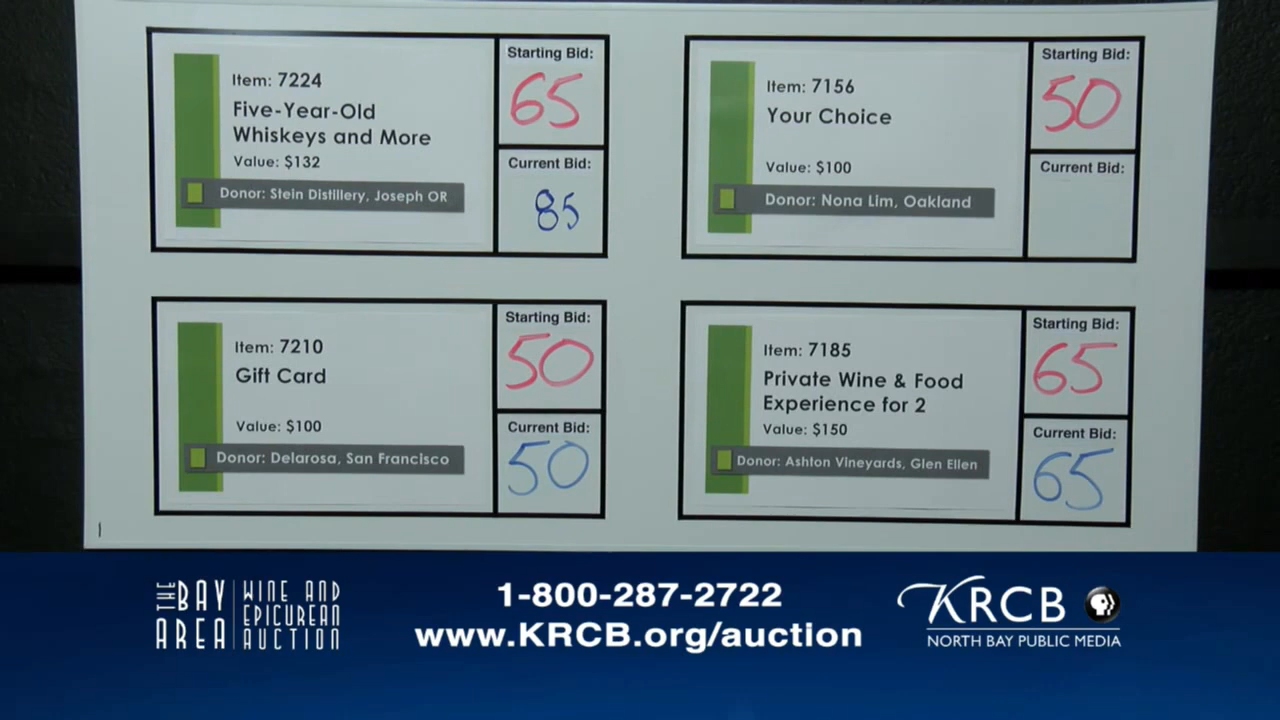 Item: 7224
Five-Year-Old
Whiskeys and More
Value: $132
Donor: Stein Distillery, Joseph OR
Starting Bid:
65
Current Bid:
85
Item: 7156
Your Choice
Value: $100
Donor: Nona Lim, Oakland
Starting Bid:
50
Current Bid:
Item: 7210
Gift Card
Value: $100
Donor: Delarosa, San Francisco
Starting Bid:
50
Current Bid:
50
Item: 7185
Private Wine & Food
Experience for 2
Value: $150
Donor: Ashton Vineyards, Glen Ellen
Starting Bid:
65
Current Bid:
65
THE BAY AREA
WINE AND
EPICUREAN
AUCTION
1-800-287-2722
www.KRCB.org/auction
KRCB
NORTH BAY PUBLIC MEDIA